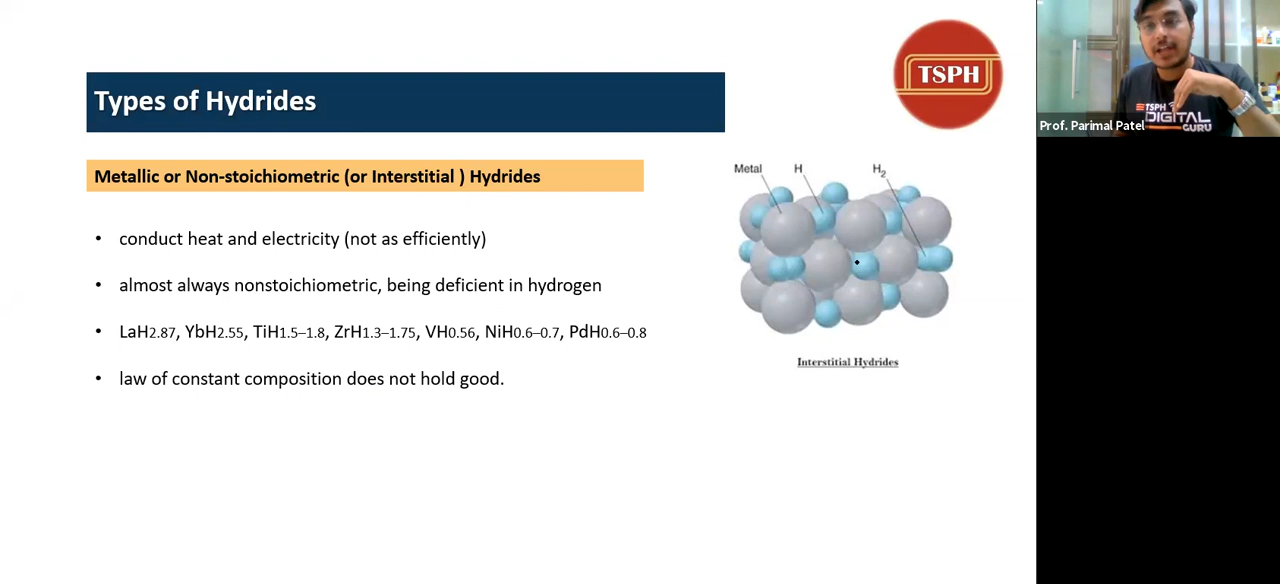 Types of Hydrides
TSPH
Metallic or Non-stoichiometric (or Interstitial ) Hydrides
• conduct heat and electricity (not as efficiently)
• almost always nonstoichiometric, being deficient in hydrogen
• LaH2.87, YbH2.55, TiH1.5–1.8, ZrH1.3–1.75, VH0.56, NiH0.6–0.7, PdH0.6–0.8
• law of constant composition does not hold good.
Metal H H2
Interstitial Hydrides
TSPH
DIGITAL
GURU
Prof. Parimal Patel